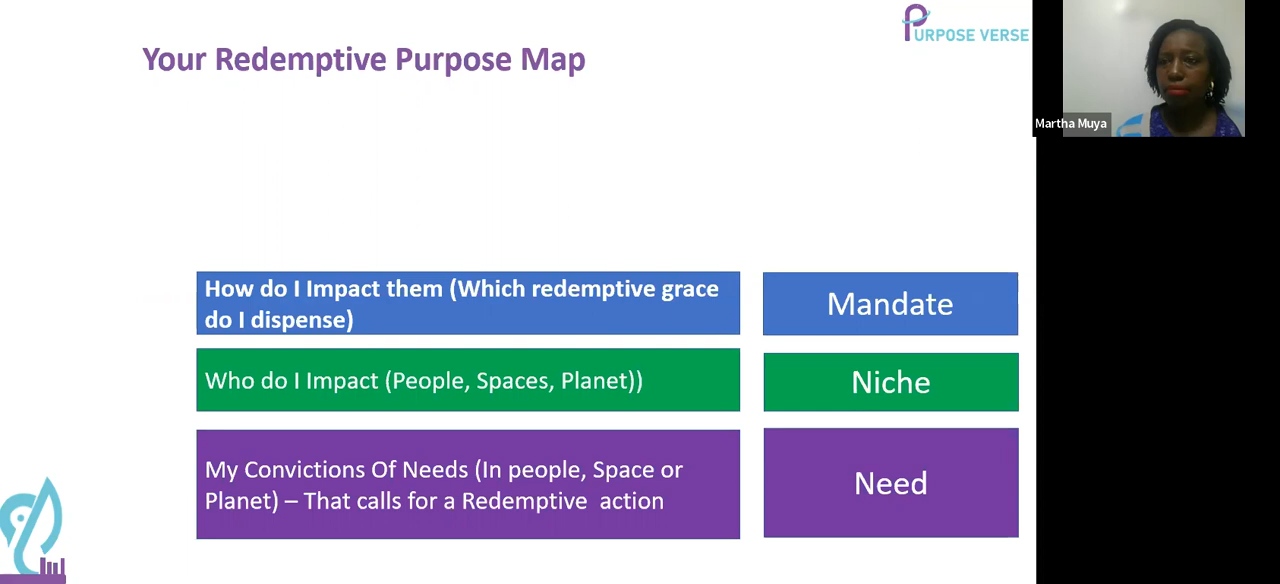 Your Redemptive Purpose Map
PURPOSE VERSE
Martha Muya
How do I Impact them (Which redemptive grace
do I dispense)
Mandate
Who do I Impact (People, Spaces, Planet))
Niche
My Convictions Of Needs (In people, Space or
Planet) – That calls for a Redemptive  action
Need